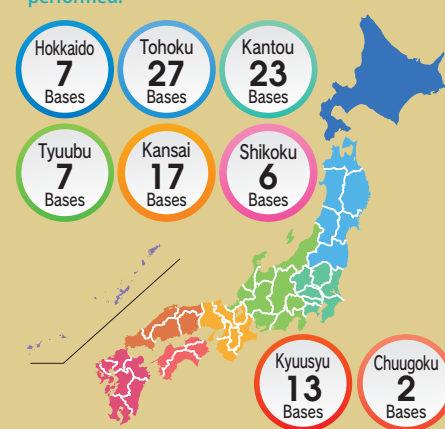 performed.
Hokkaido
7
Bases
Tohoku
27
Bases
Kantou
23
Bases
Tyuubu
7
Bases
Kansai
17
Bases
Shikoku
6
Bases
Kyuusyu
13
Bases
Chuugoku
2
Bases